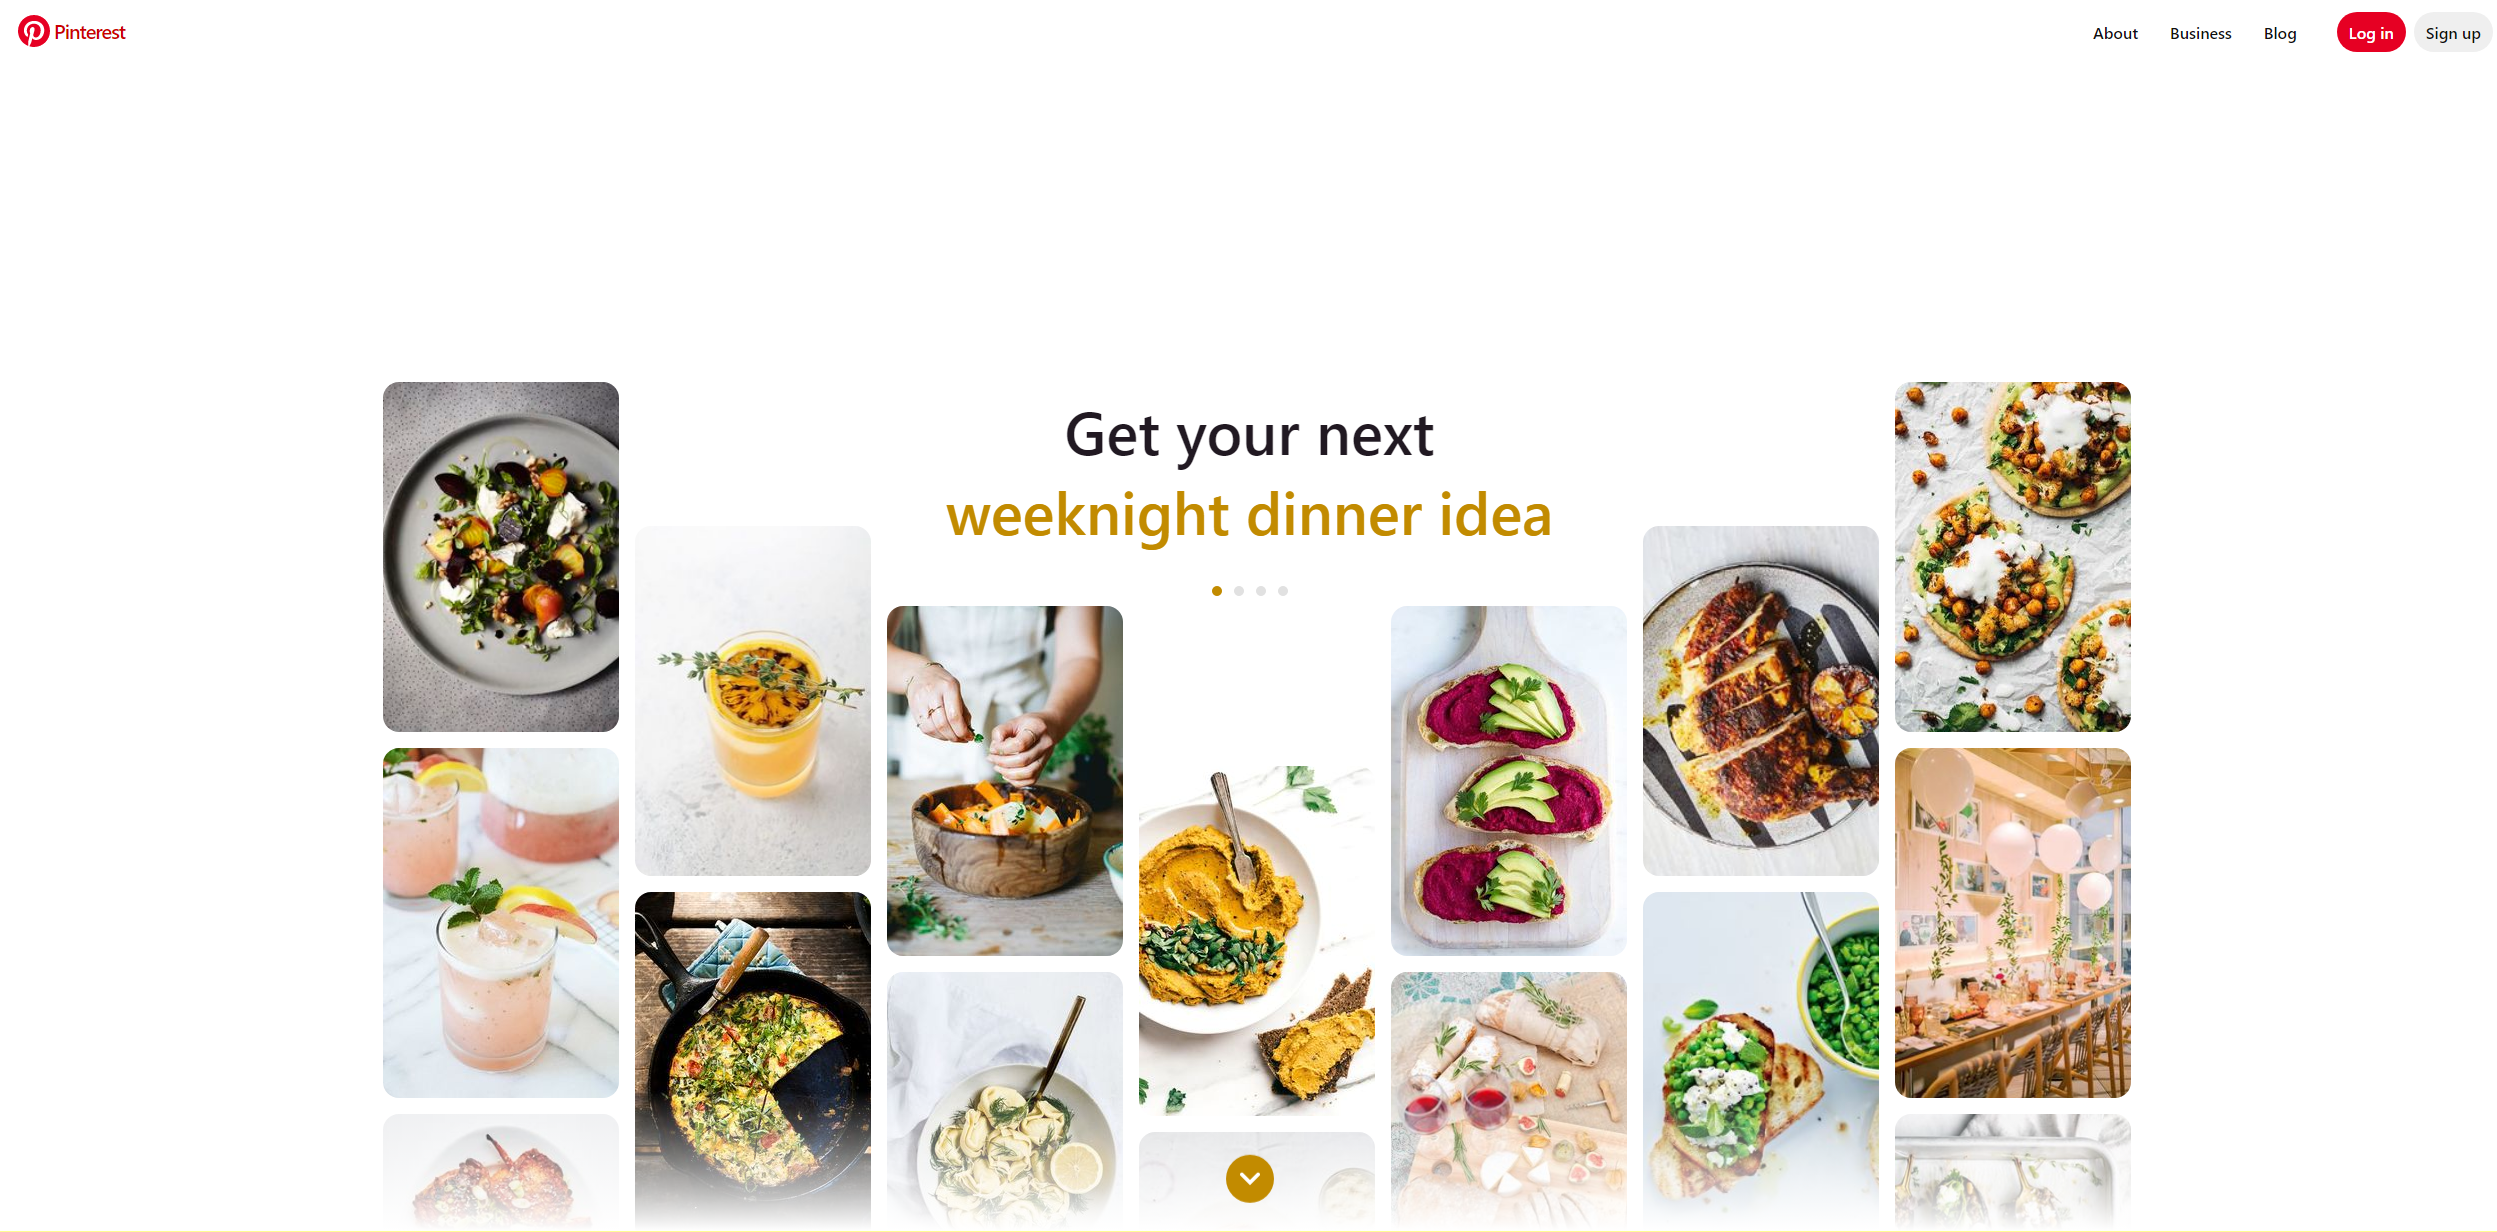 Pinterest
About
Business
Blog
Log in
Sign up
Get your next
weeknight dinner idea